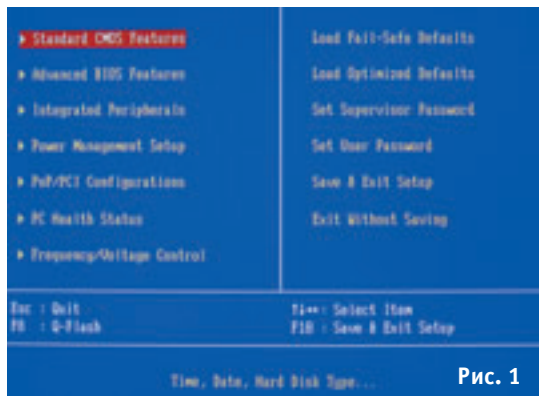 Standard CMOS Features
Advanced BIOS Features
Integrated Peripherals
Power Management Setup
PnP/PCI Configurations
PC Health Status
Frequency/Voltage Control
Load Fail-Safe Defaults
Load Optimized Defaults
Set Supervisor Password
Set User Password
Save & Exit Setup
Exit Without Saving
Esc : Quit
F8 : Q-Flash
: Select Item
F10 : Save & Exit Setup
Time, Date, Hard Disk Type...
Рис. 1